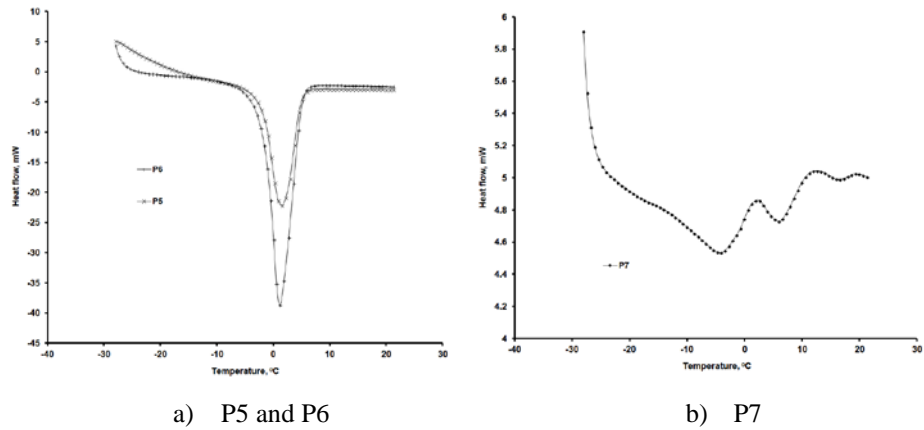 10
5
0
-5
-10
-15
-20
-25
-30
-35
-40
-45
Heat flow, mW
P6
P5
-40 -30 -20 -10 0 10 20 30
Temperature, ºC
a) P5 and P6
6
5.8
5.6
5.4
5.2
5
4.8
4.6
4.4
4.2
4
Heat flow, mW
P7
-40 -30 -20 -10 0 10 20 30
Temperature, ºC
b) P7